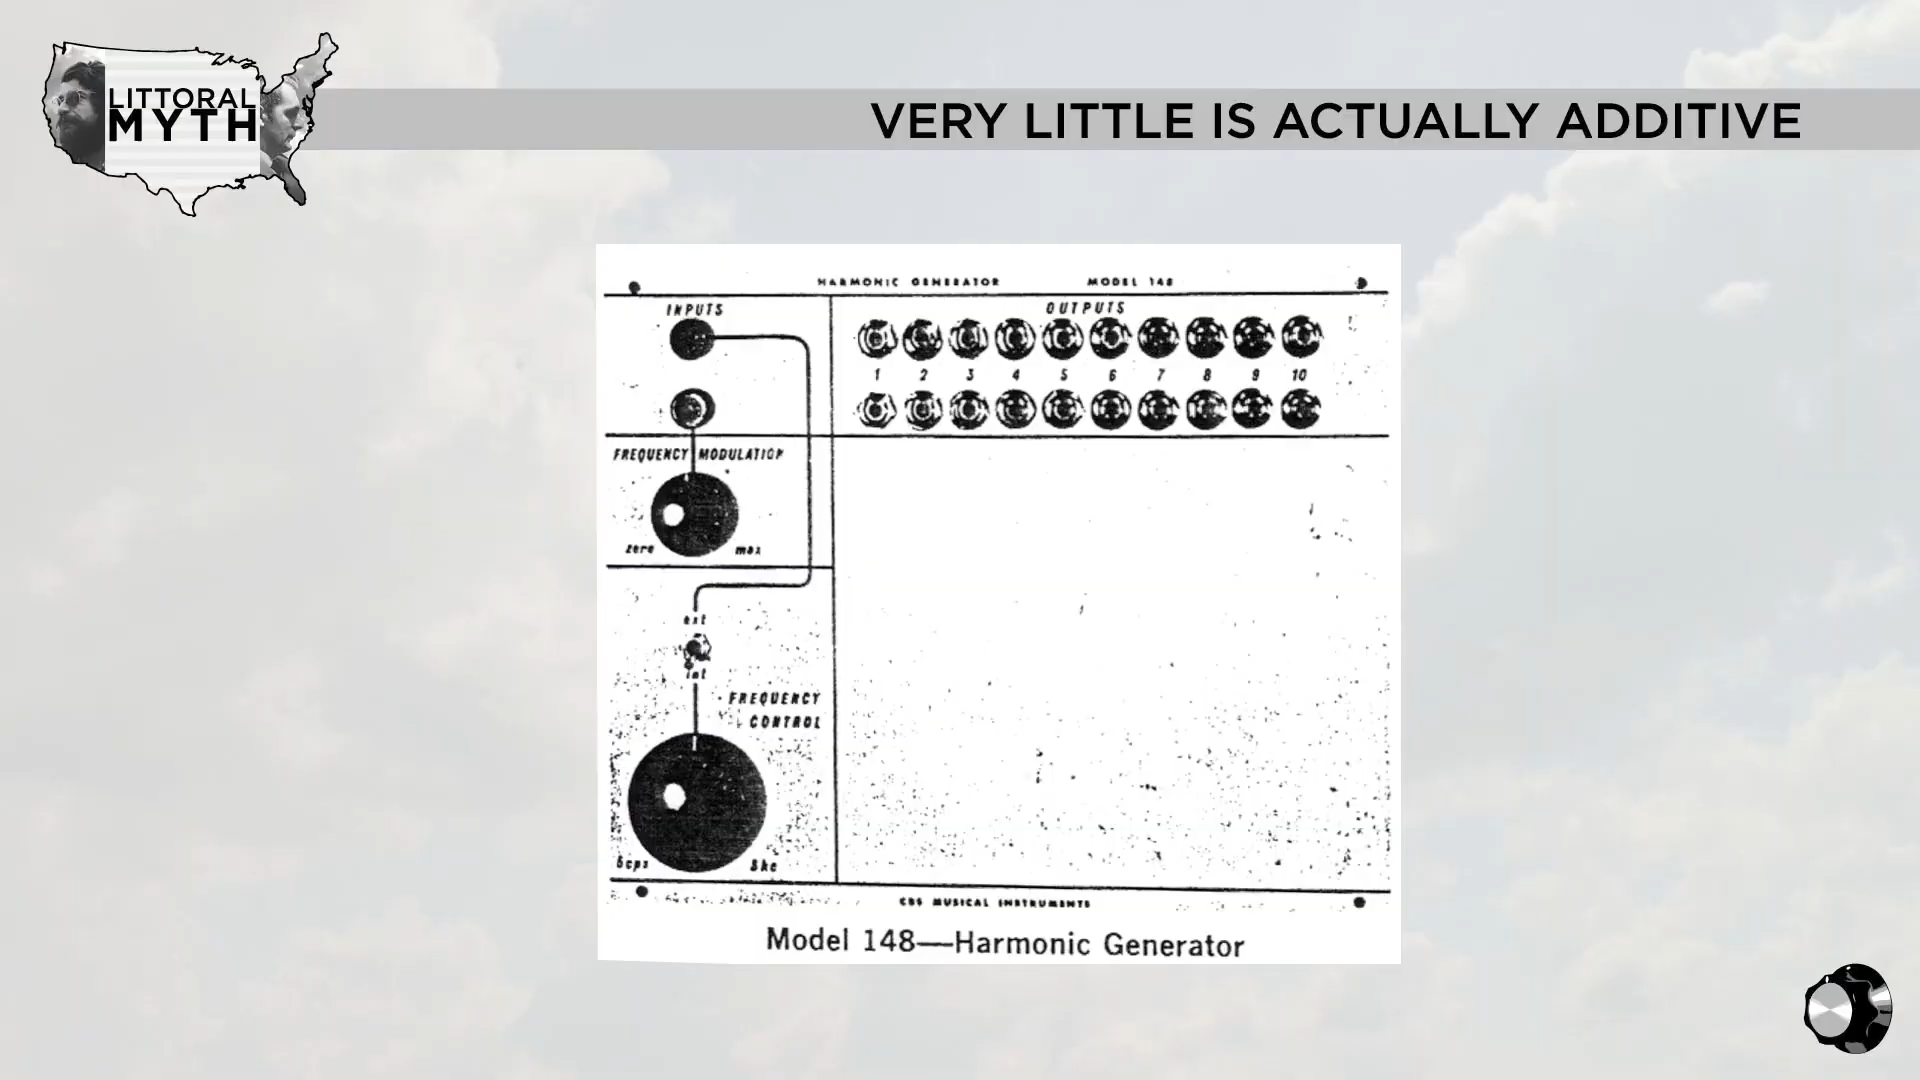 LITTORAL
MYTH
VERY LITTLE IS ACTUALLY ADDITIVE
HARMONIC GENERATOR MODEL 148
INPUTS
OUTPUTS
1 2 3 4 5 6 7 8 9 10
FREQUENCY MODULATION
zero max
ext
int
FREQUENCY
CONTROL
5cps 5kc
CBS MUSICAL INSTRUMENTS
Model 148—Harmonic Generator